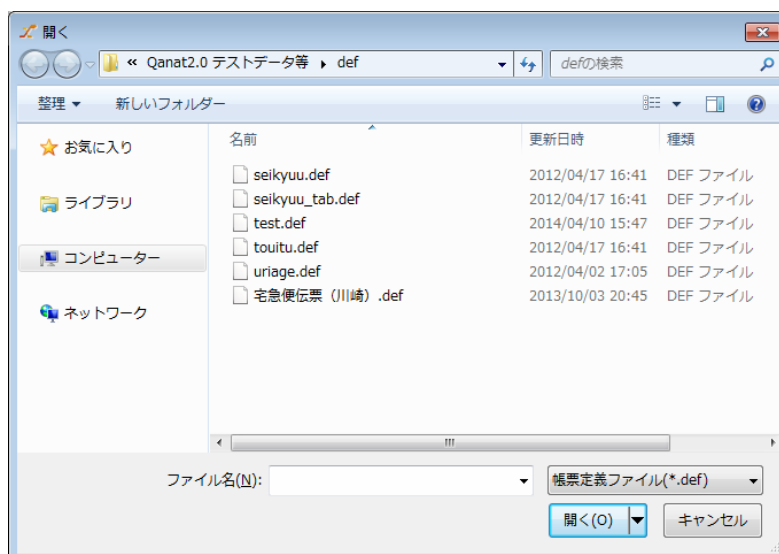 開く
« Qanat2.0 テストデータ等 ▸ def
defの検索
整理 ▼ 新しいフォルダー
お気に入り
ライブラリ
コンピューター
ネットワーク
名前 更新日時 種類
seikyuu.def 2012/04/17 16:41 DEF ファイル
seikyuu_tab.def 2012/04/17 16:41 DEF ファイル
test.def 2014/04/10 15:47 DEF ファイル
touitu.def 2012/04/17 16:41 DEF ファイル
uriage.def 2012/04/02 17:05 DEF ファイル
宅急便伝票（川崎）.def 2013/10/03 20:45 DEF ファイル
ファイル名(N):
帳票定義ファイル(*.def)
開く(O) キャンセル